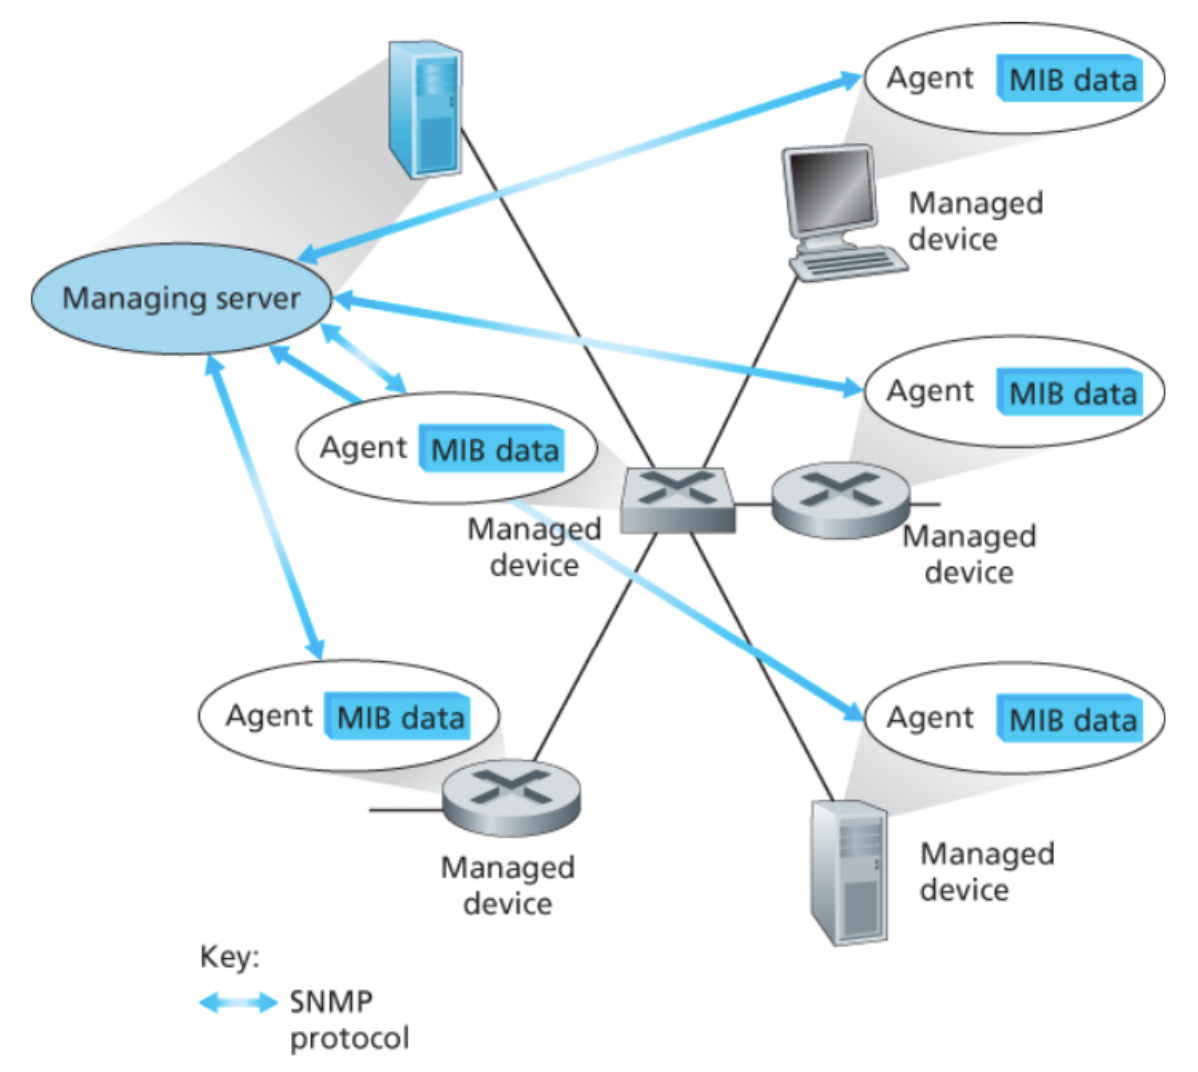 Agent MIB data
Managed
device
Managing server
Agent MIB data
Agent MIB data
Managed
device
Managed
device
Agent MIB data
Agent MIB data
Managed
device
Managed
device
Key:
SNMP
protocol